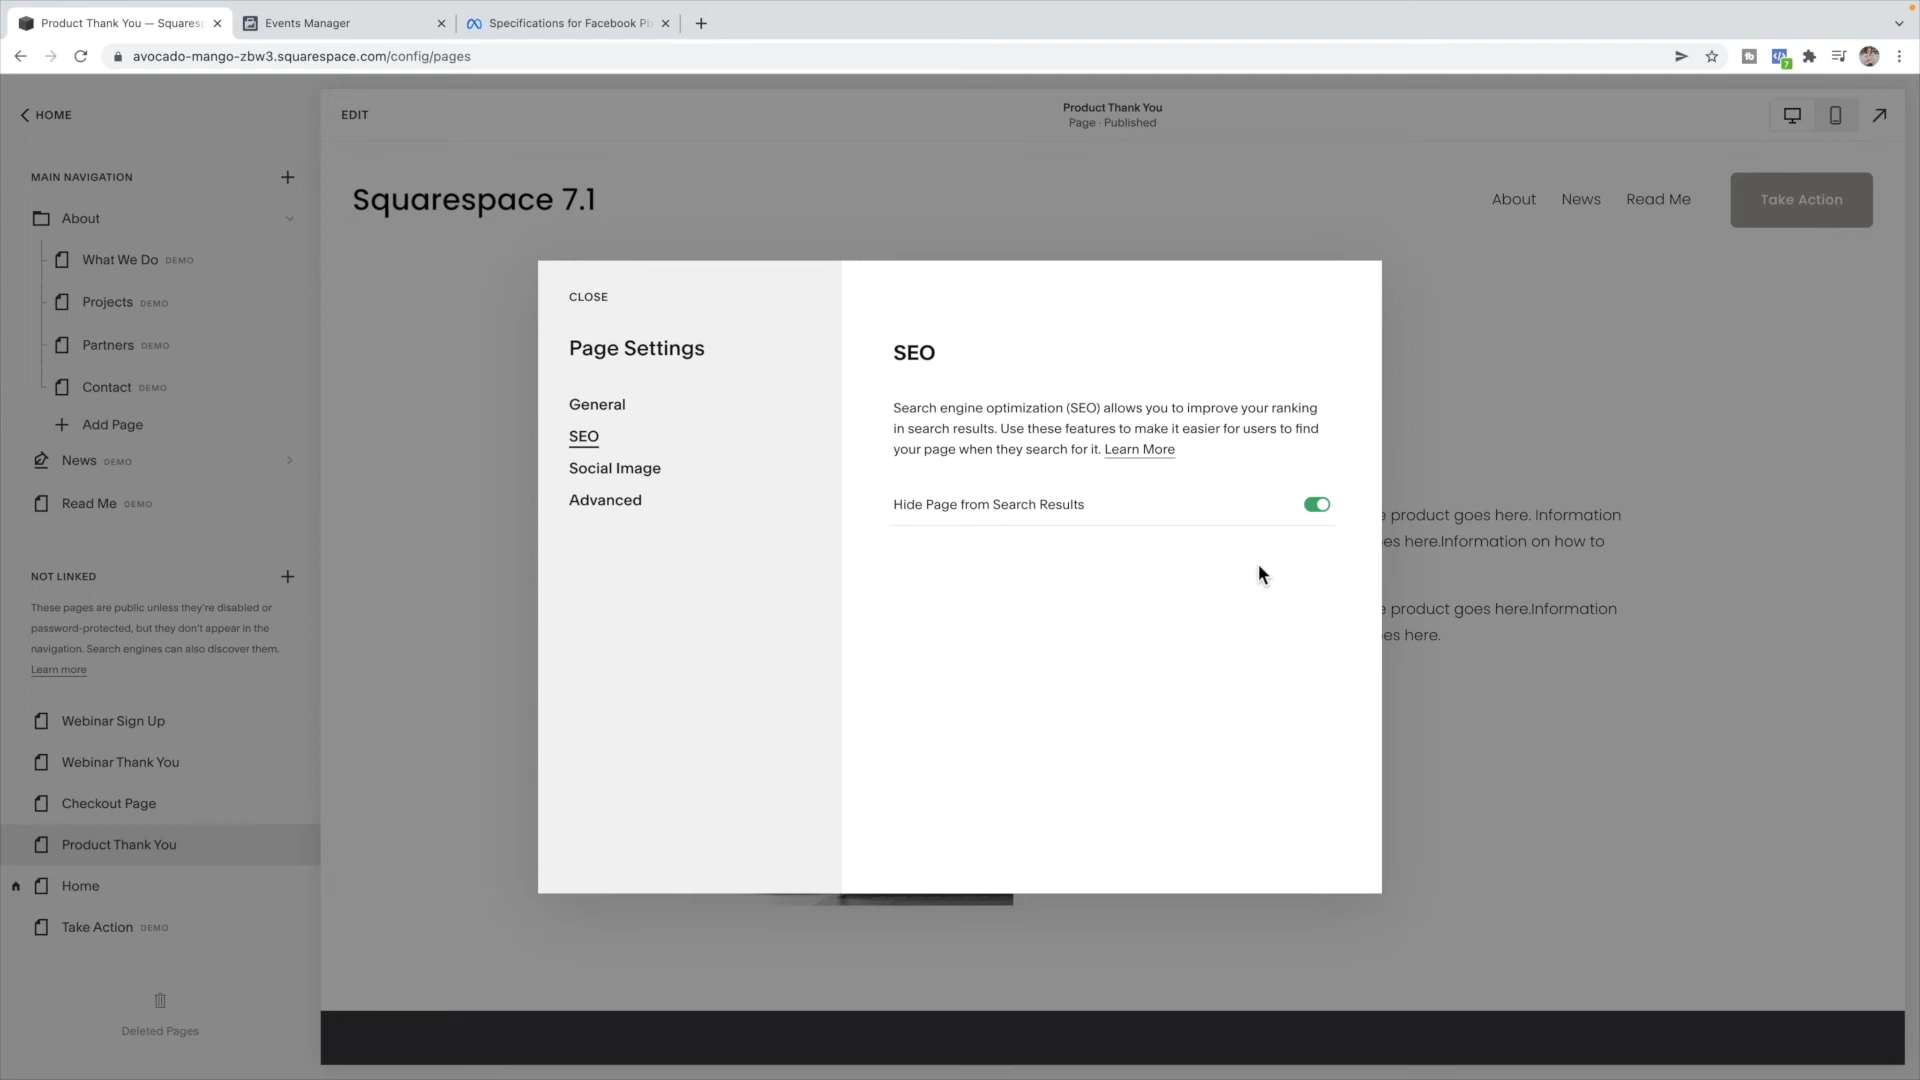 Product Thank You — Squaresp
Events Manager
Specifications for Facebook Pi
avocado-mango-zbw3.squarespace.com/config/pages
7
HOME
EDIT
Product Thank You
Page · Published
MAIN NAVIGATION
About
What We Do DEMO
Projects DEMO
Partners DEMO
Contact DEMO
Add Page
News DEMO
Read Me DEMO
NOT LINKED
These pages are public unless they're disabled or
password-protected, but they don't appear in the
navigation. Search engines can also discover them.
Learn more
Webinar Sign Up
Webinar Thank You
Checkout Page
Product Thank You
Home
Take Action DEMO
Deleted Pages
Squarespace 7.1
About
News
Read Me
Take Action
CLOSE
Page Settings
General
SEO
Social Image
Advanced
SEO
Search engine optimization (SEO) allows you to improve your ranking
in search results. Use these features to make it easier for users to find
your page when they search for it. Learn More
Hide Page from Search Results
e product goes here. Information
es here.Information on how to
e product goes here.Information
es here.